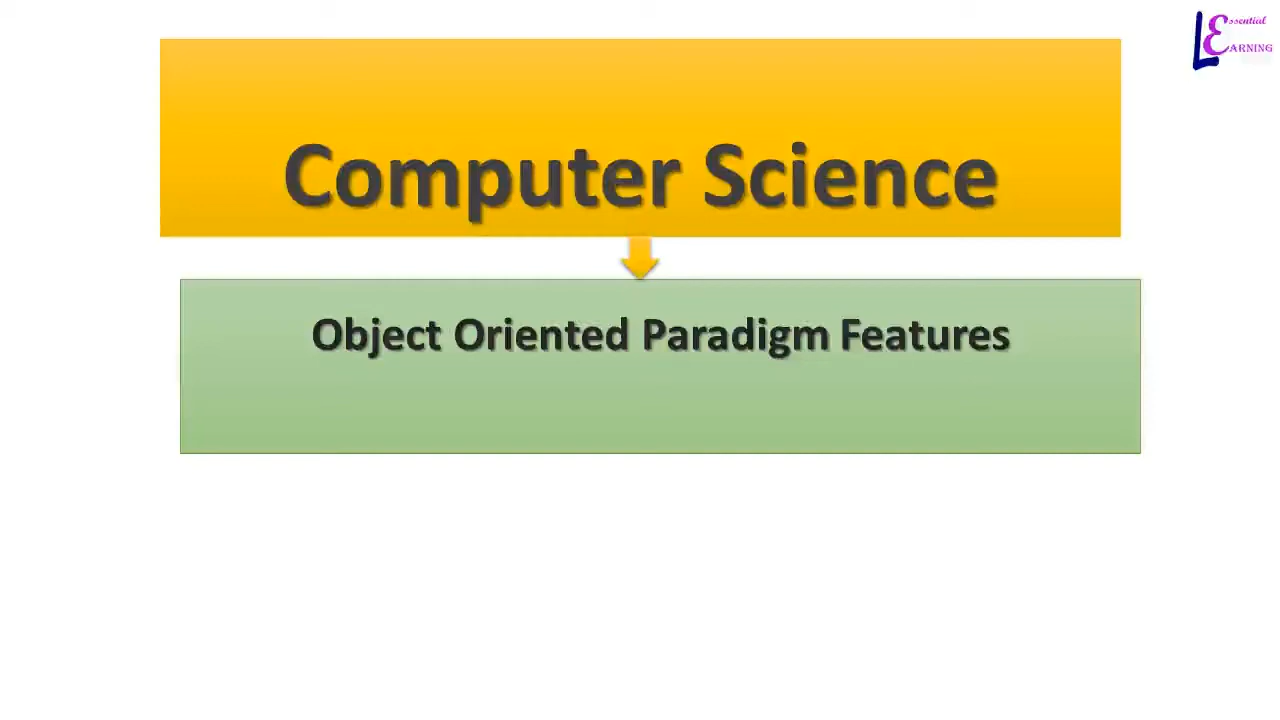 Essential
Learning
Computer Science
Object Oriented Paradigm Features